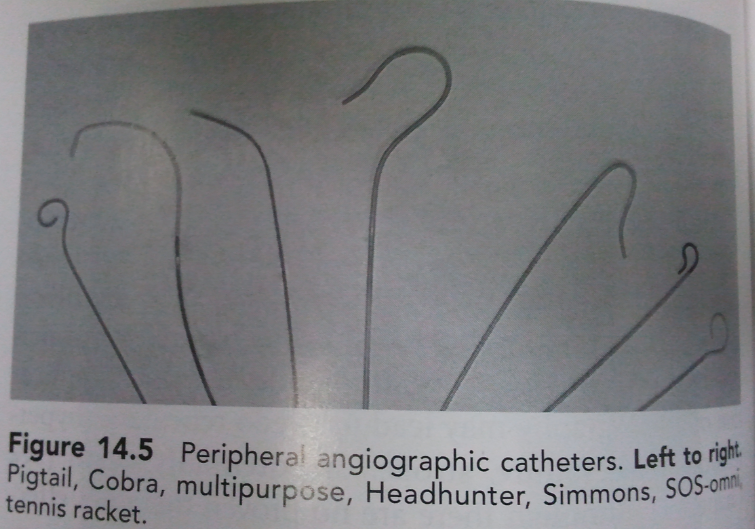 Figure 14.5 Peripheral angiographic catheters. Left to right.
Pigtail, Cobra, multipurpose, Headhunter, Simmons, SOS-omni,
tennis racket.